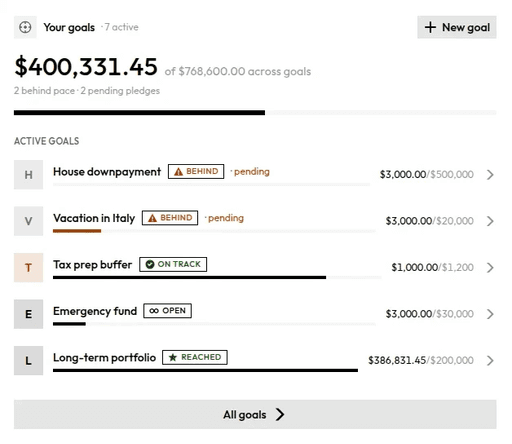 Your goals · 7 active
+ New goal
$400,331.45 of $768,600.00 across goals
2 behind pace · 2 pending pledges
ACTIVE GOALS
H House downpayment BEHIND · pending $3,000.00/$500,000
V Vacation in Italy BEHIND · pending $3,000.00/$20,000
T Tax prep buffer ON TRACK $1,000.00/$1,200
E Emergency fund OPEN $3,000.00/$30,000
L Long-term portfolio REACHED $386,831.45/$200,000
All goals